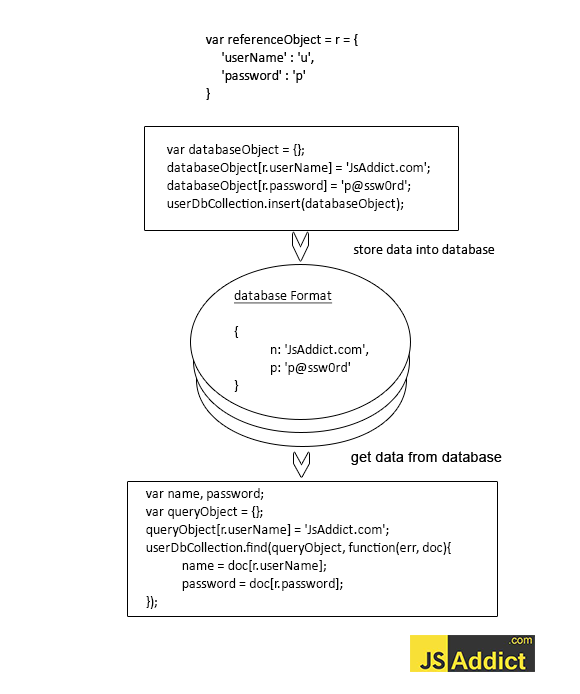 var referenceObject = r = {
'userName' : 'u',
'password' : 'p'
}
var databaseObject = {};
databaseObject[r.userName] = 'JsAddict.com';
databaseObject[r.password] = 'p@ssw0rd';
userDbCollection.insert(databaseObject);
store data into database
database Format
{
n: 'JsAddict.com',
p: 'p@ssw0rd'
}
get data from database
var name, password;
var queryObject = {};
queryObject[r.userName] = 'JsAddict.com';
userDbCollection.find(queryObject, function(err, doc){
name = doc[r.userName];
password = doc[r.password];
});
.com
JS Addict